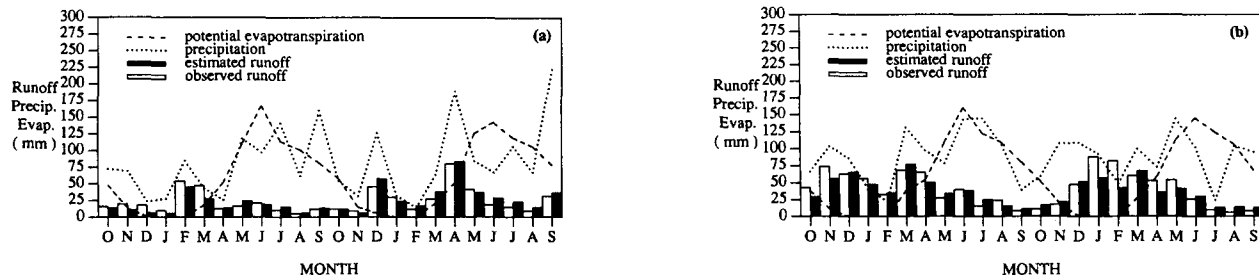 300
275
250
225
200
175
150
125
100
75
50
25
0
Runoff
Precip.
Evap.
( mm )
potential evapotranspiration
precipitation
estimated runoff
observed runoff
(a)
O N D J F M A M J J A S O N D J F M A M J J A S
MONTH
300
275
250
225
200
175
150
125
100
75
50
25
0
Runoff
Precip.
Evap.
( mm )
potential evapotranspiration
precipitation
estimated runoff
observed runoff
(b)
O N D J F M A M J J A S O N D J F M A M J J A S
MONTH